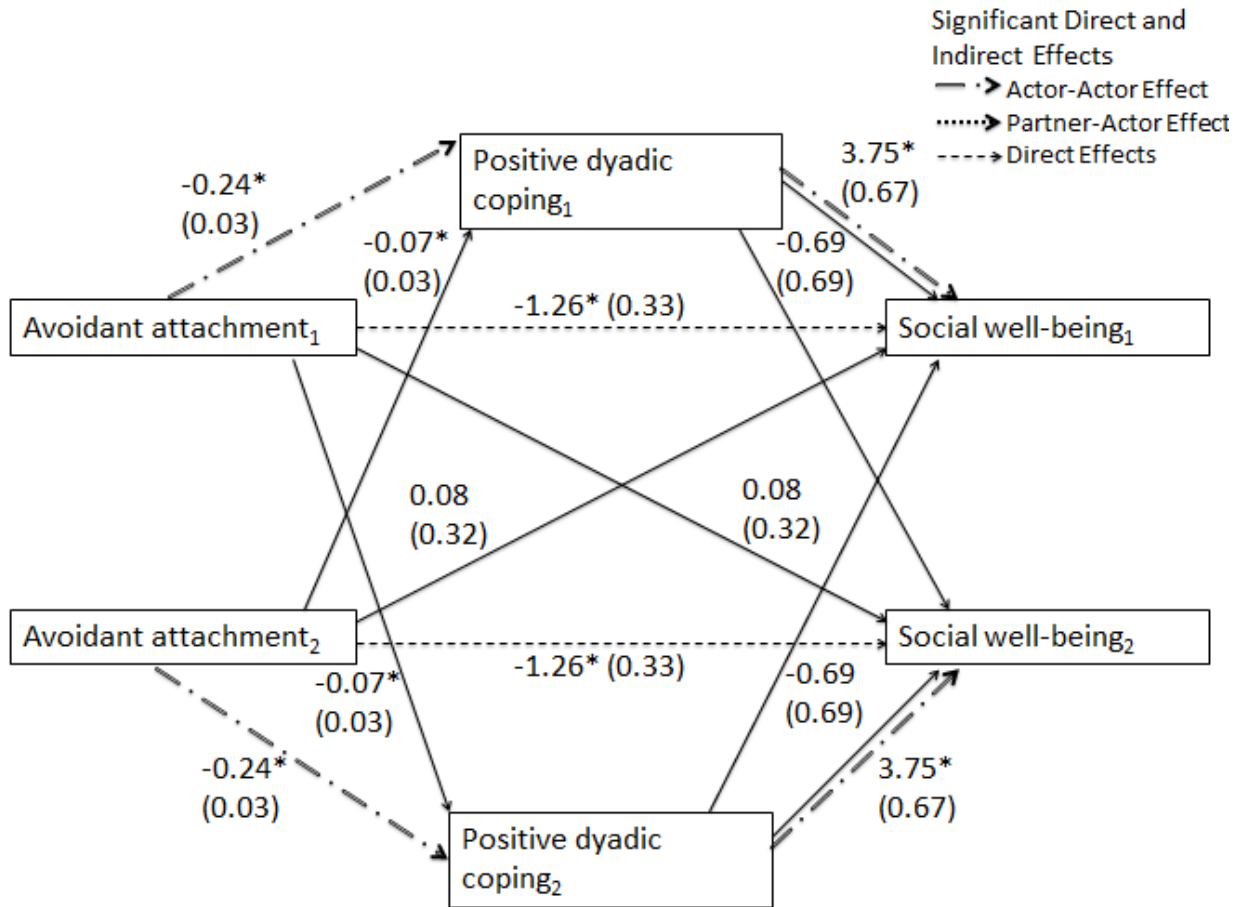 Significant Direct and
Indirect Effects
Actor-Actor Effect
Partner-Actor Effect
Direct Effects
Positive dyadic
coping₁
3.75*
(0.67)
-0.24*
(0.03)
-0.07*
(0.03)
-0.69
(0.69)
-1.26* (0.33)
Avoidant attachment₁
Social well-being₁
0.08
(0.32)
0.08
(0.32)
Avoidant attachment₂
Social well-being₂
-1.26* (0.33)
-0.07*
(0.03)
-0.69
(0.69)
-0.24*
(0.03)
3.75*
(0.67)
Positive dyadic
coping₂